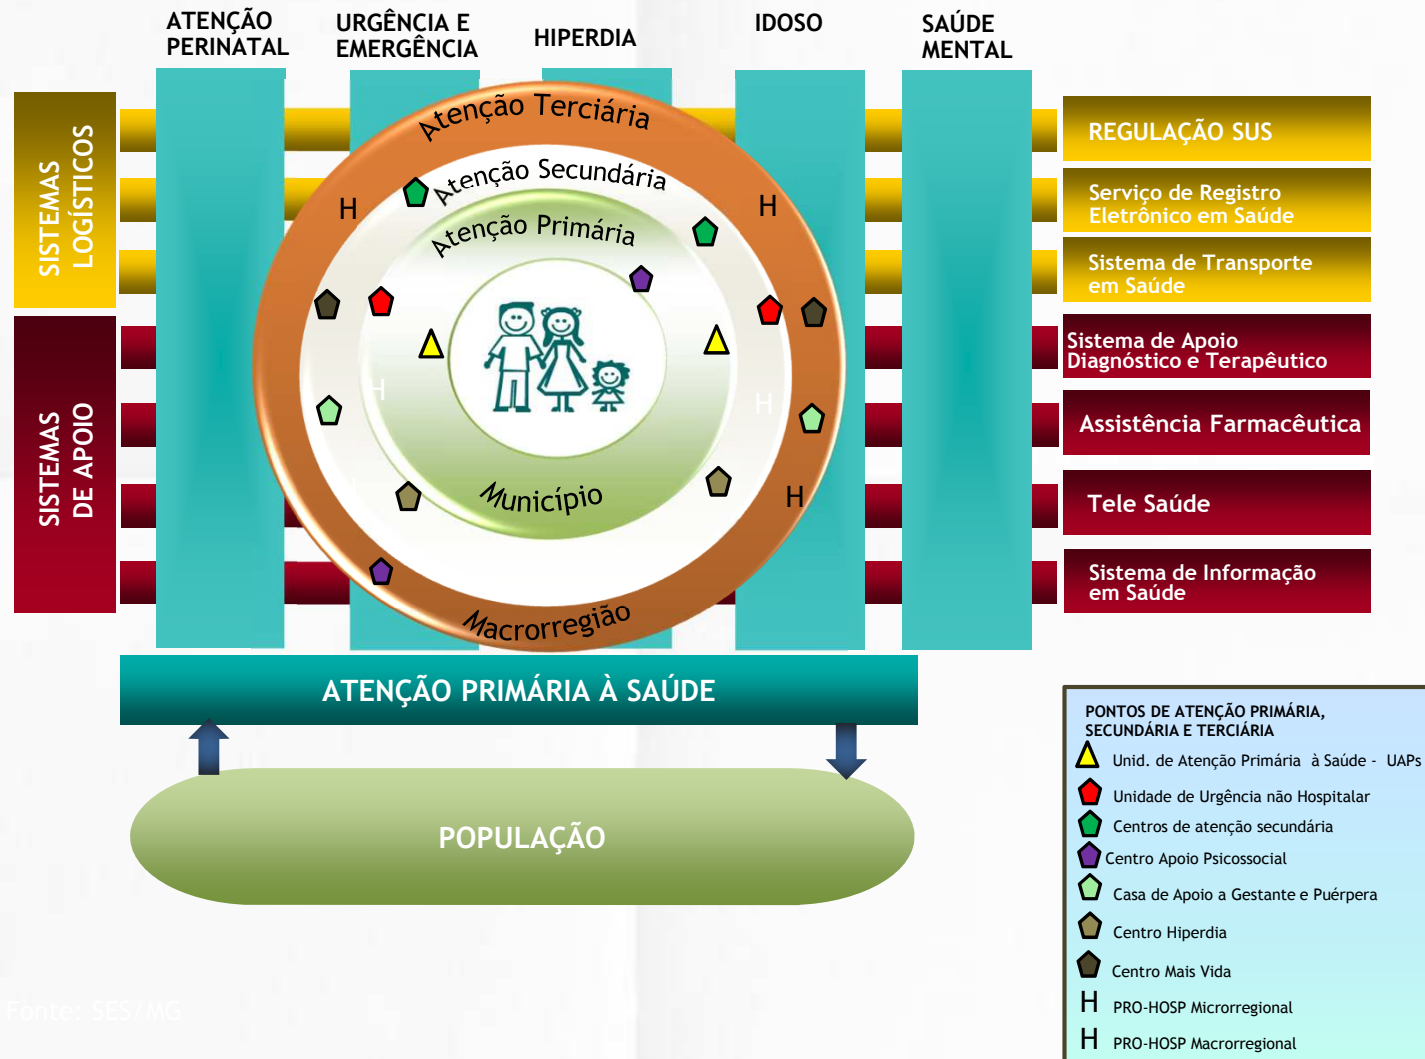 ATENÇÃO
PERINATAL
URGÊNCIA E
EMERGÊNCIA
HIPERDIA
IDOSO
SAÚDE
MENTAL
SISTEMAS
LOGÍSTICOS
SISTEMAS
DE APOIO
Atenção Terciária
Atenção Secundária
Atenção Primária
H
H
H
H
H
H
Município
Macrorregião
REGULAÇÃO SUS
Serviço de Registro
Eletrônico em Saúde
Sistema de Transporte
em Saúde
Sistema de Apoio
Diagnóstico e Terapêutico
Assistência Farmacêutica
Tele Saúde
Sistema de Informação
em Saúde
ATENÇÃO PRIMÁRIA À SAÚDE
POPULAÇÃO
PONTOS DE ATENÇÃO PRIMÁRIA,
SECUNDÁRIA E TERCIÁRIA
Unid. de Atenção Primária à Saúde - UAPs
Unidade de Urgência não Hospitalar
Centros de atenção secundária
Centro Apoio Psicossocial
Casa de Apoio a Gestante e Puérpera
Centro Hiperdia
Centro Mais Vida
H PRO-HOSP Microrregional
H PRO-HOSP Macrorregional
Fonte: SES/MG